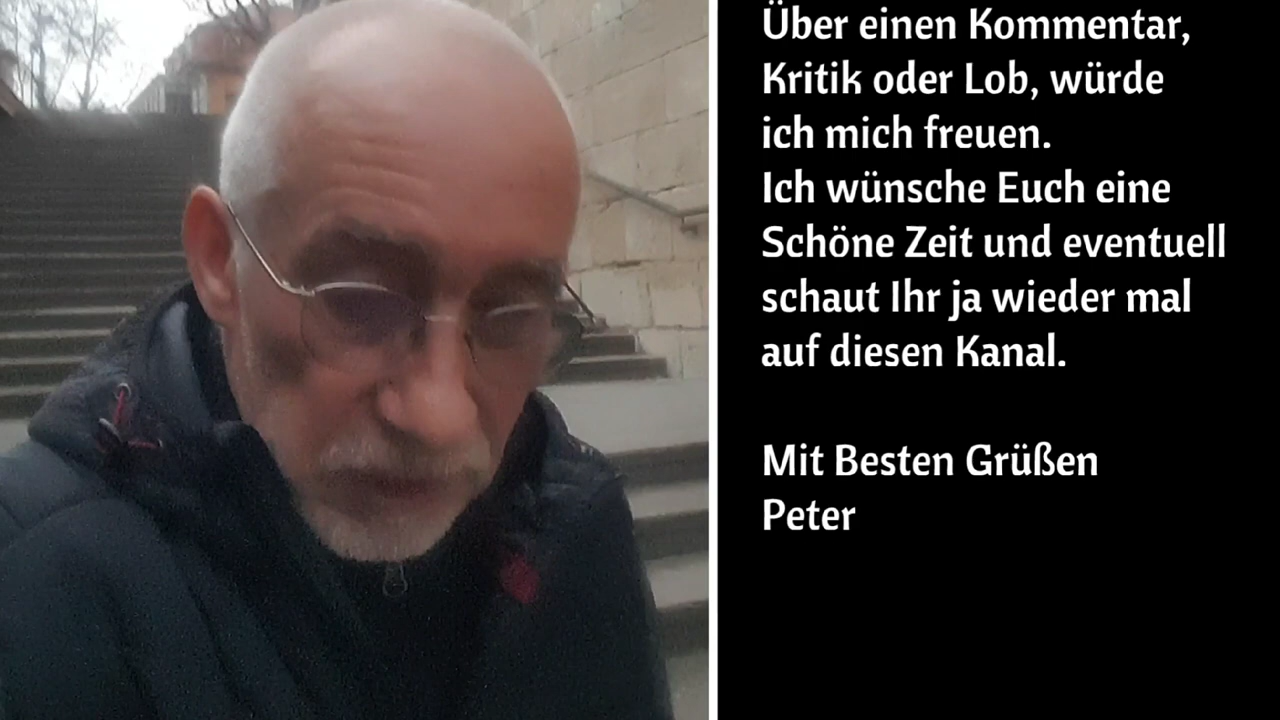 Über einen Kommentar,
Kritik oder Lob, würde
ich mich freuen.
Ich wünsche Euch eine
Schöne Zeit und eventuell
schaut Ihr ja wieder mal
auf diesen Kanal.
Mit Besten Grüßen
Peter